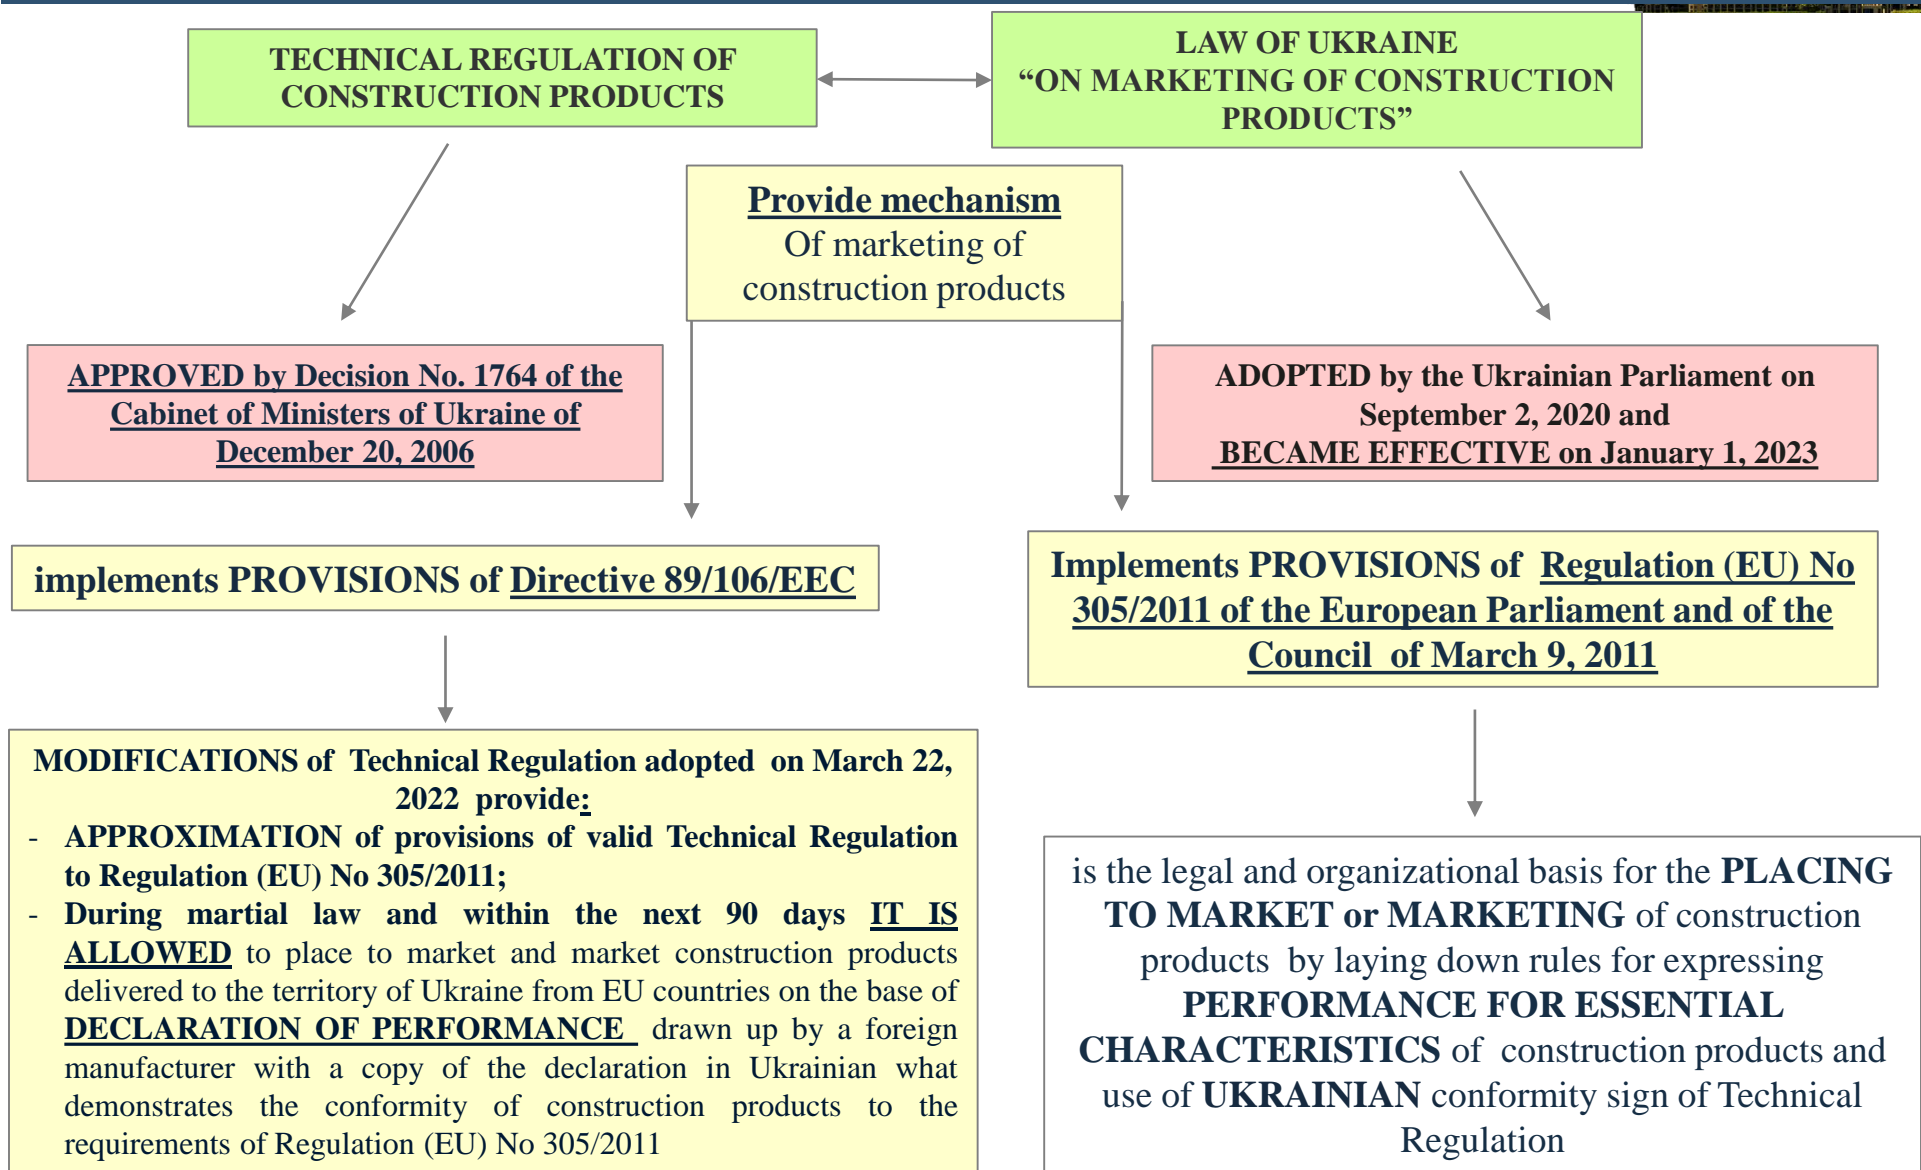 TECHNICAL REGULATION OF
CONSTRUCTION PRODUCTS
LAW OF UKRAINE
“ON MARKETING OF CONSTRUCTION
PRODUCTS”
Provide mechanism
Of marketing of
construction products
APPROVED by Decision No. 1764 of the
Cabinet of Ministers of Ukraine of
December 20, 2006
ADOPTED by the Ukrainian Parliament on
September 2, 2020 and
BECAME EFFECTIVE on January 1, 2023
implements PROVISIONS of Directive 89/106/EEC
Implements PROVISIONS of Regulation (EU) No
305/2011 of the European Parliament and of the
Council of March 9, 2011
MODIFICATIONS of Technical Regulation adopted on March 22,
2022 provide:
- APPROXIMATION of provisions of valid Technical Regulation
to Regulation (EU) No 305/2011;
- During martial law and within the next 90 days IT IS
ALLOWED to place to market and market construction products
delivered to the territory of Ukraine from EU countries on the base of
DECLARATION OF PERFORMANCE drawn up by a foreign
manufacturer with a copy of the declaration in Ukrainian what
demonstrates the conformity of construction products to the
requirements of Regulation (EU) No 305/2011
is the legal and organizational basis for the PLACING
TO MARKET or MARKETING of construction
products by laying down rules for expressing
PERFORMANCE FOR ESSENTIAL
CHARACTERISTICS of construction products and
use of UKRAINIAN conformity sign of Technical
Regulation